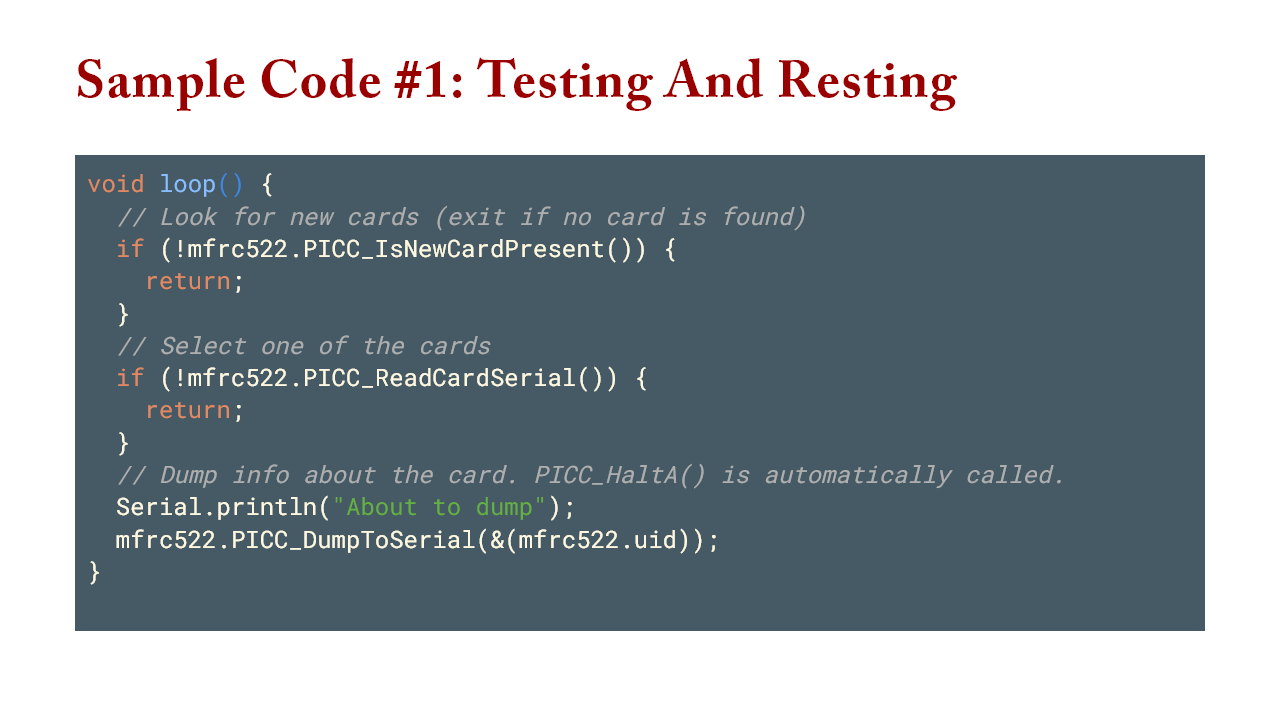 Sample Code #1: Testing And Resting
void loop() {
  // Look for new cards (exit if no card is found)
  if (!mfrc522.PICC_IsNewCardPresent()) {
    return;
  }
  // Select one of the cards
  if (!mfrc522.PICC_ReadCardSerial()) {
    return;
  }
  // Dump info about the card. PICC_HaltA() is automatically called.
  Serial.println("About to dump");
  mfrc522.PICC_DumpToSerial(&(mfrc522.uid));
}